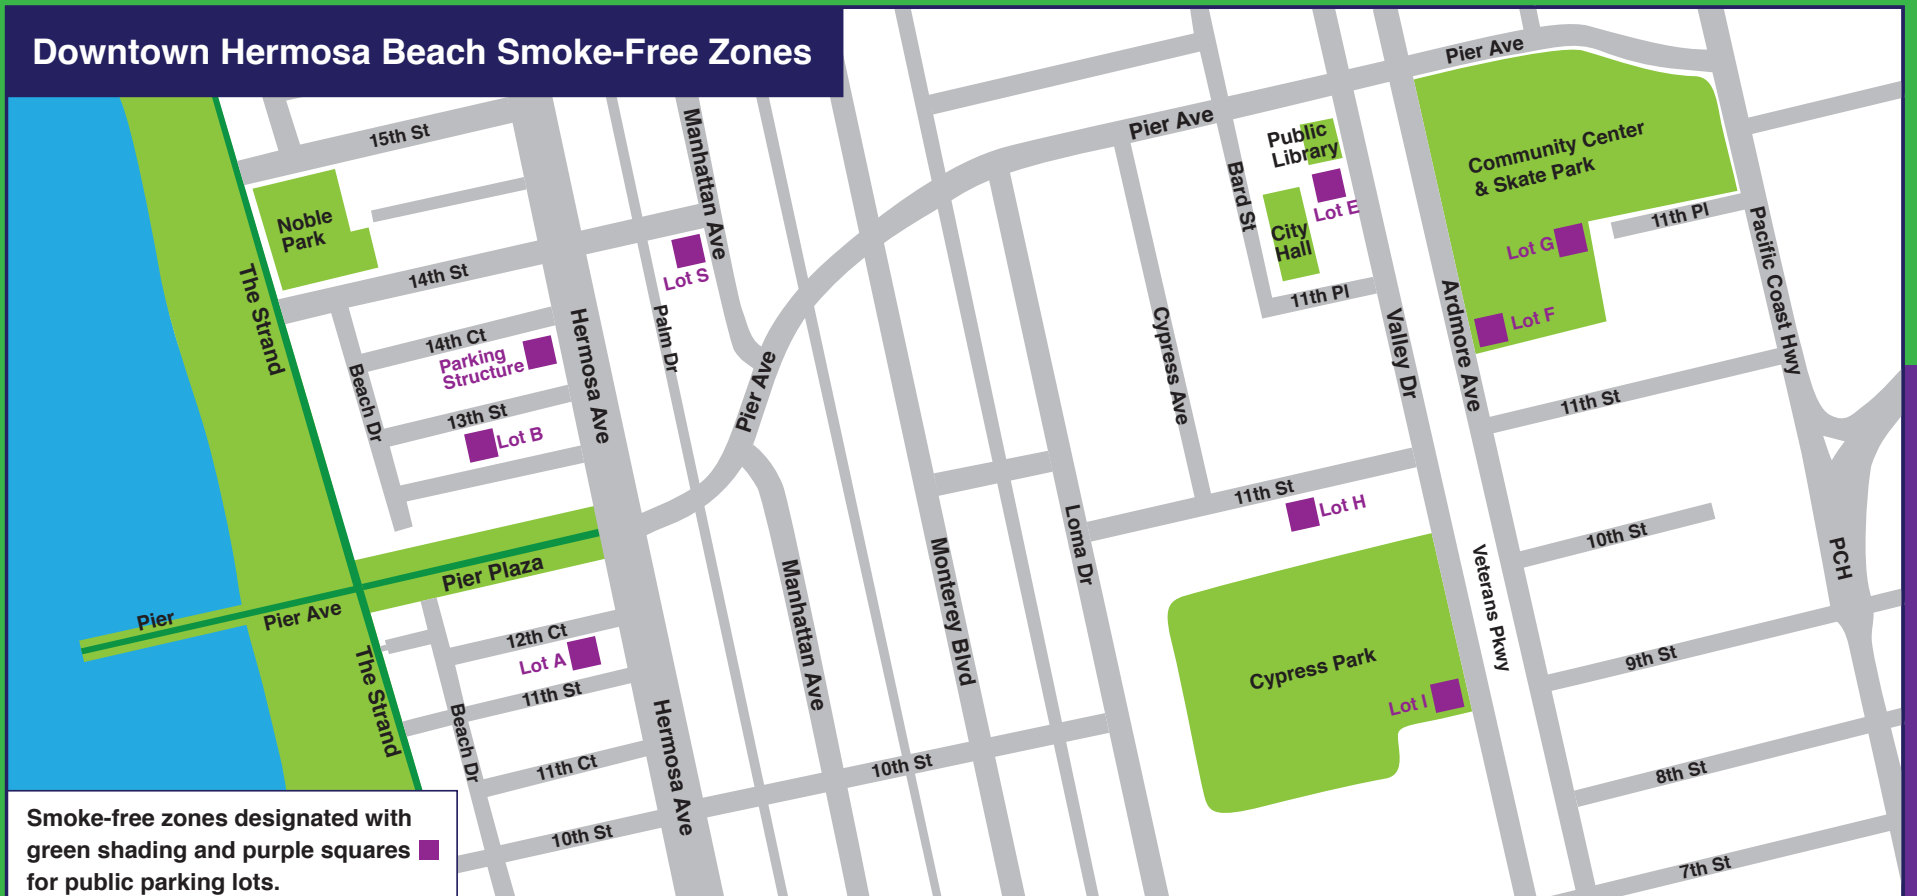 Downtown Hermosa Beach Smoke-Free Zones
Pier Ave
15th St
Manhattan Ave
Pier Ave
Public
Library
Community Center
& Skate Park
Bard St
Lot E
Noble
Park
City
Hall
11th Pl
Lot G
Pacific Coast Hwy
The Strand
14th St
Lot S
11th Pl
Hermosa Ave
Palm Dr
Cypress Ave
Valley Dr
Ardmore Ave
Lot F
14th Ct
Parking
Structure
Beach Dr
Pier Ave
13th St
Lot B
11th St
11th St
Lot H
Loma Dr
10th St
PCH
Monterey Blvd
Veterans Pkwy
Pier Plaza
Manhattan Ave
Pier
Pier Ave
12th Ct
Lot A
11th St
The Strand
Cypress Park
9th St
Lot I
Beach Dr
Hermosa Ave
11th Ct
10th St
8th St
10th St
7th St
Smoke-free zones designated with
green shading and purple squares
for public parking lots.